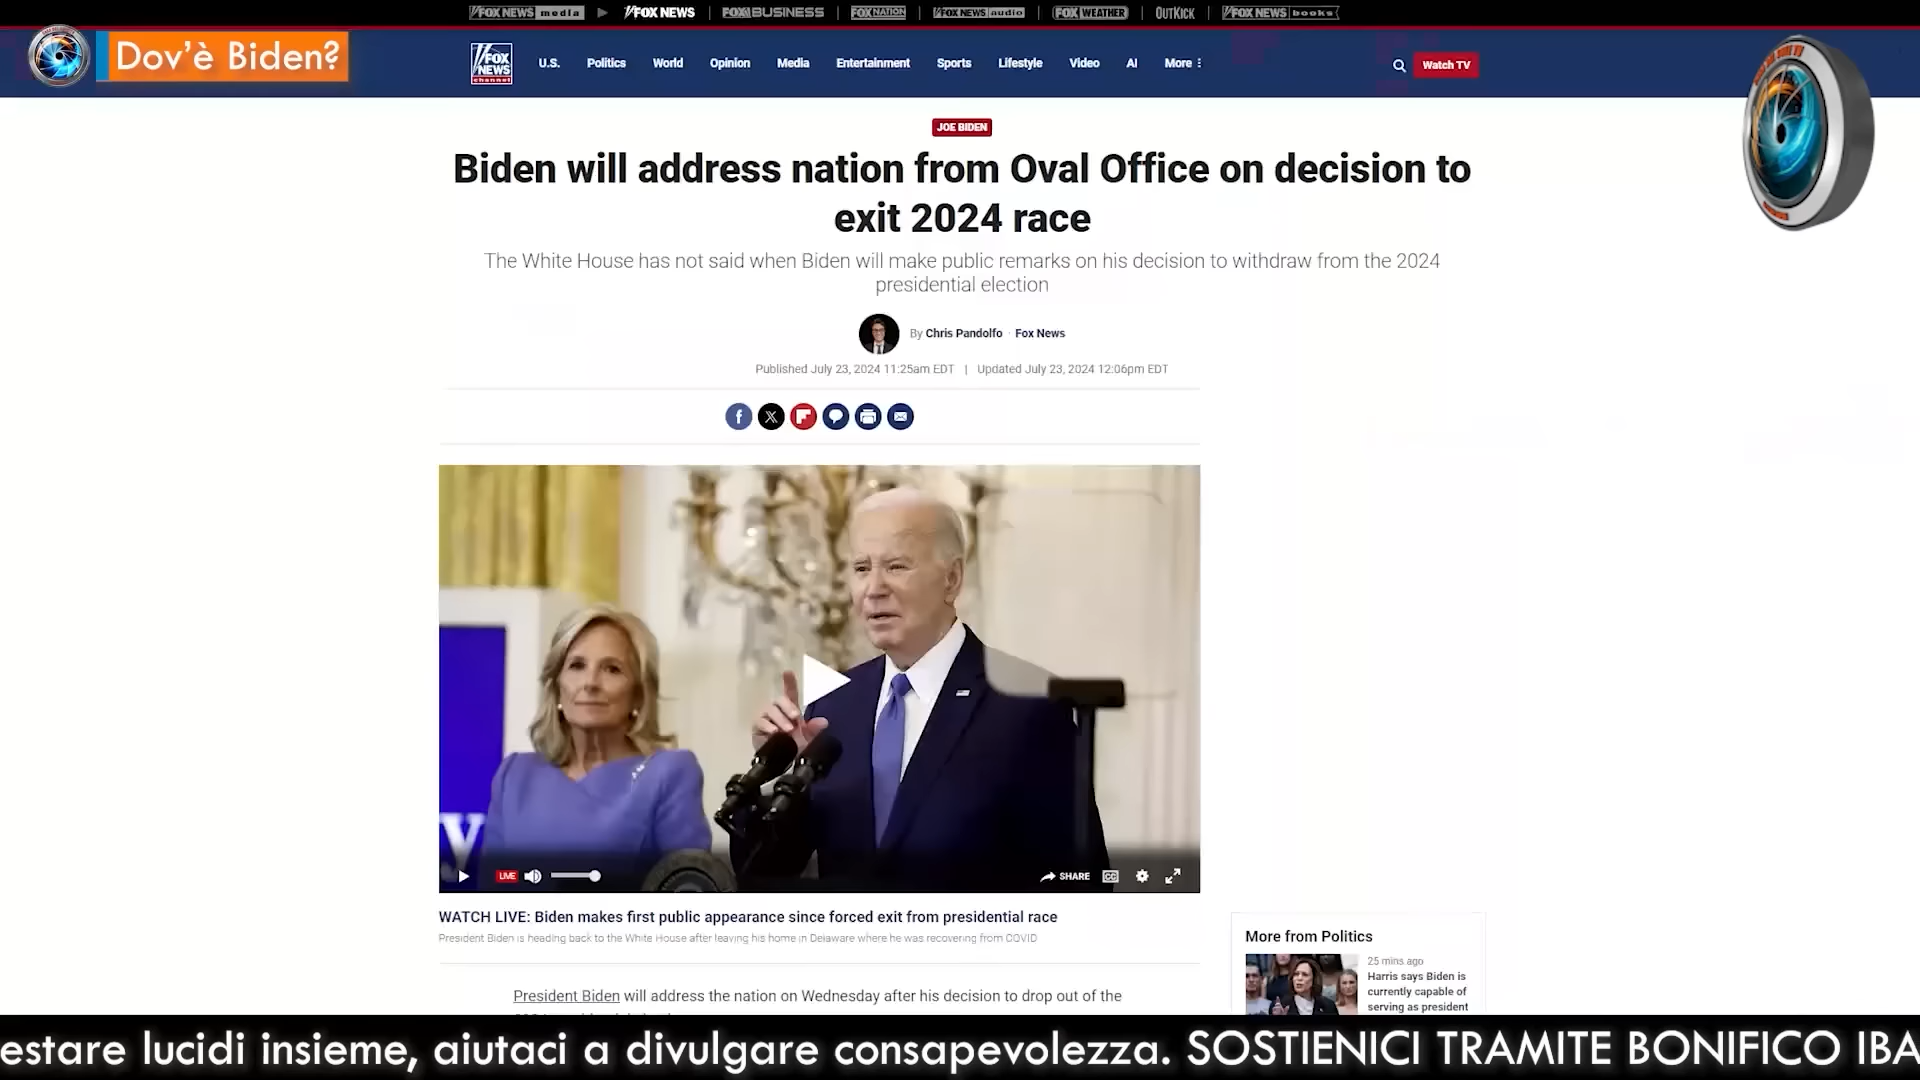 FOX NEWS media
FOX NEWS
FOX BUSINESS
FOX NATION
FOX NEWS audio
FOX WEATHER
OUTKICK
FOX NEWS books
Dov'è Biden?
FOX NEWS channel
U.S.
Politics
World
Opinion
Media
Entertainment
Sports
Lifestyle
Video
AI
More
Watch TV
JOE BIDEN
Biden will address nation from Oval Office on decision to
exit 2024 race
The White House has not said when Biden will make public remarks on his decision to withdraw from the 2024
presidential election
By Chris Pandolfo Fox News
Published July 23, 2024 11:25am EDT | Updated July 23, 2024 12:06pm EDT
LIVE
SHARE
CC
WATCH LIVE: Biden makes first public appearance since forced exit from presidential race
President Biden is heading back to the White House after leaving his home in Delaware where he was recovering from COVID
More from Politics
25 mins ago
Harris says Biden is
currently capable of
serving as president
President Biden will address the nation on Wednesday after his decision to drop out of the
estare lucidi insieme, aiutaci a divulgare consapevolezza. SOSTIENICI TRAMITE BONIFICO IBA